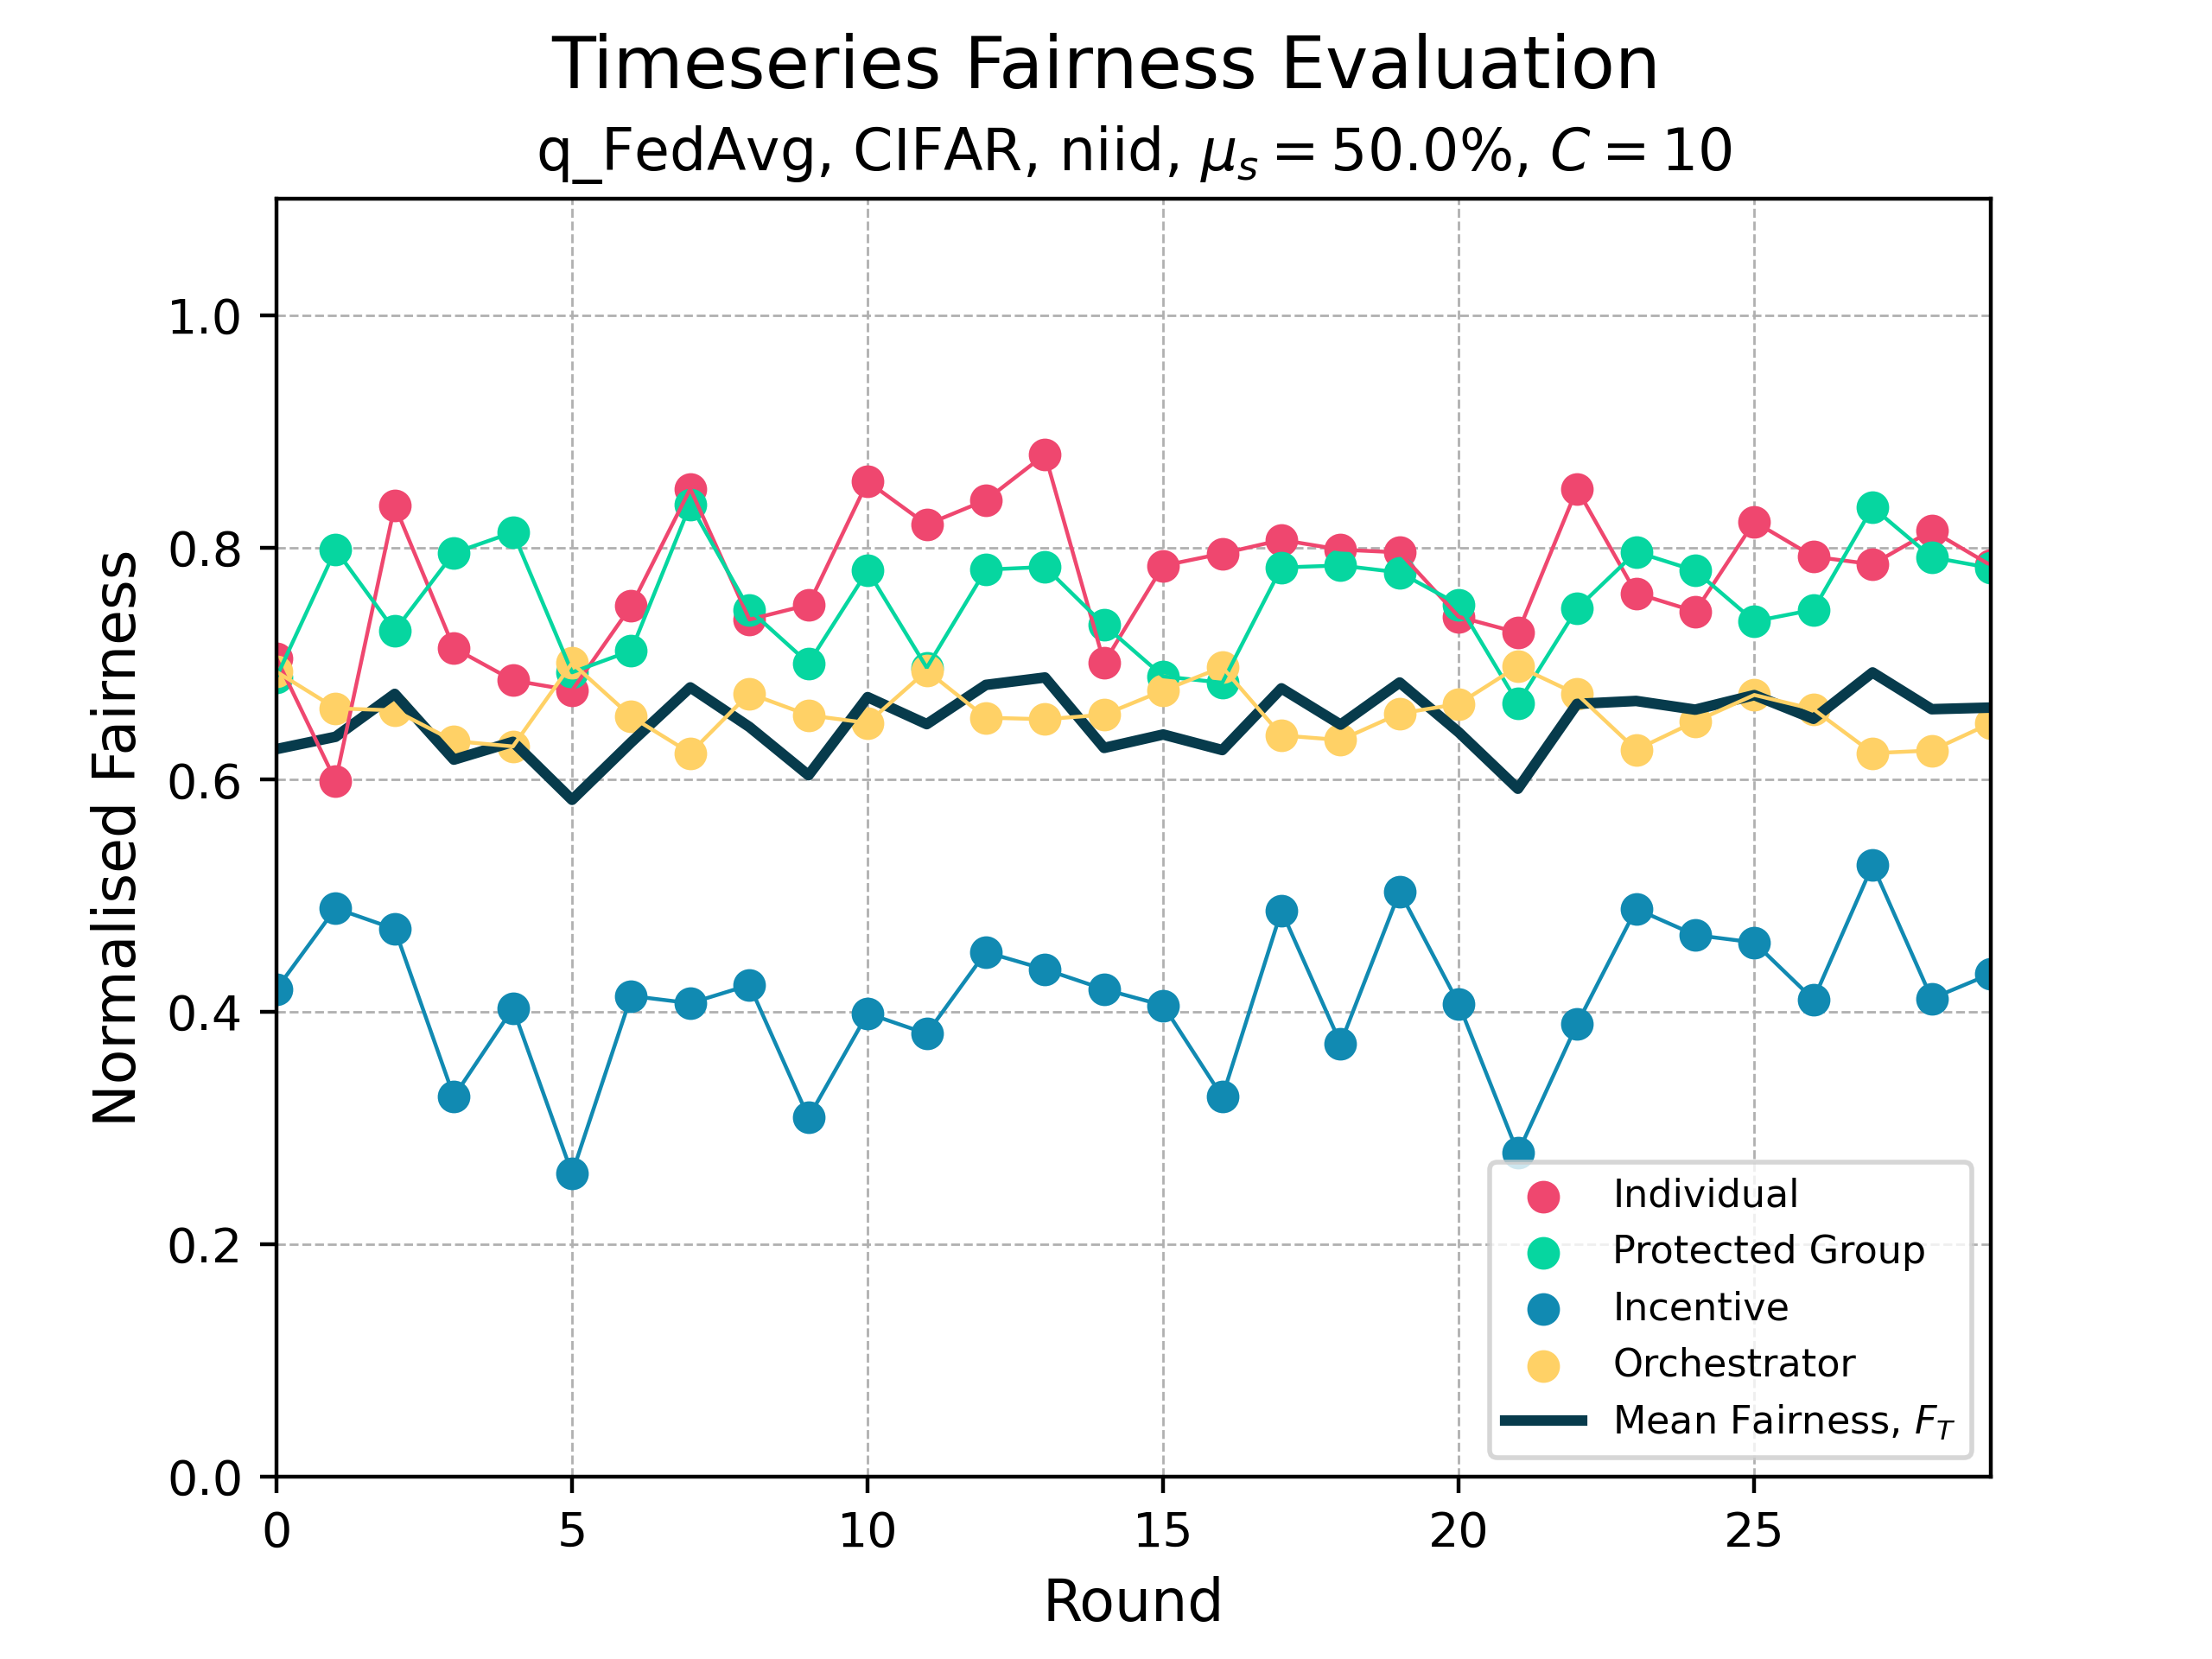 Timeseries Fairness Evaluation
q_FedAvg, CIFAR, niid, μₛ = 50.0%, C = 10
Normalised Fairness
1.0
0.8
0.6
0.4
0.2
0.0
0 5 10 15 20 25
Round
Individual
Protected Group
Incentive
Orchestrator
Mean Fairness, F_T